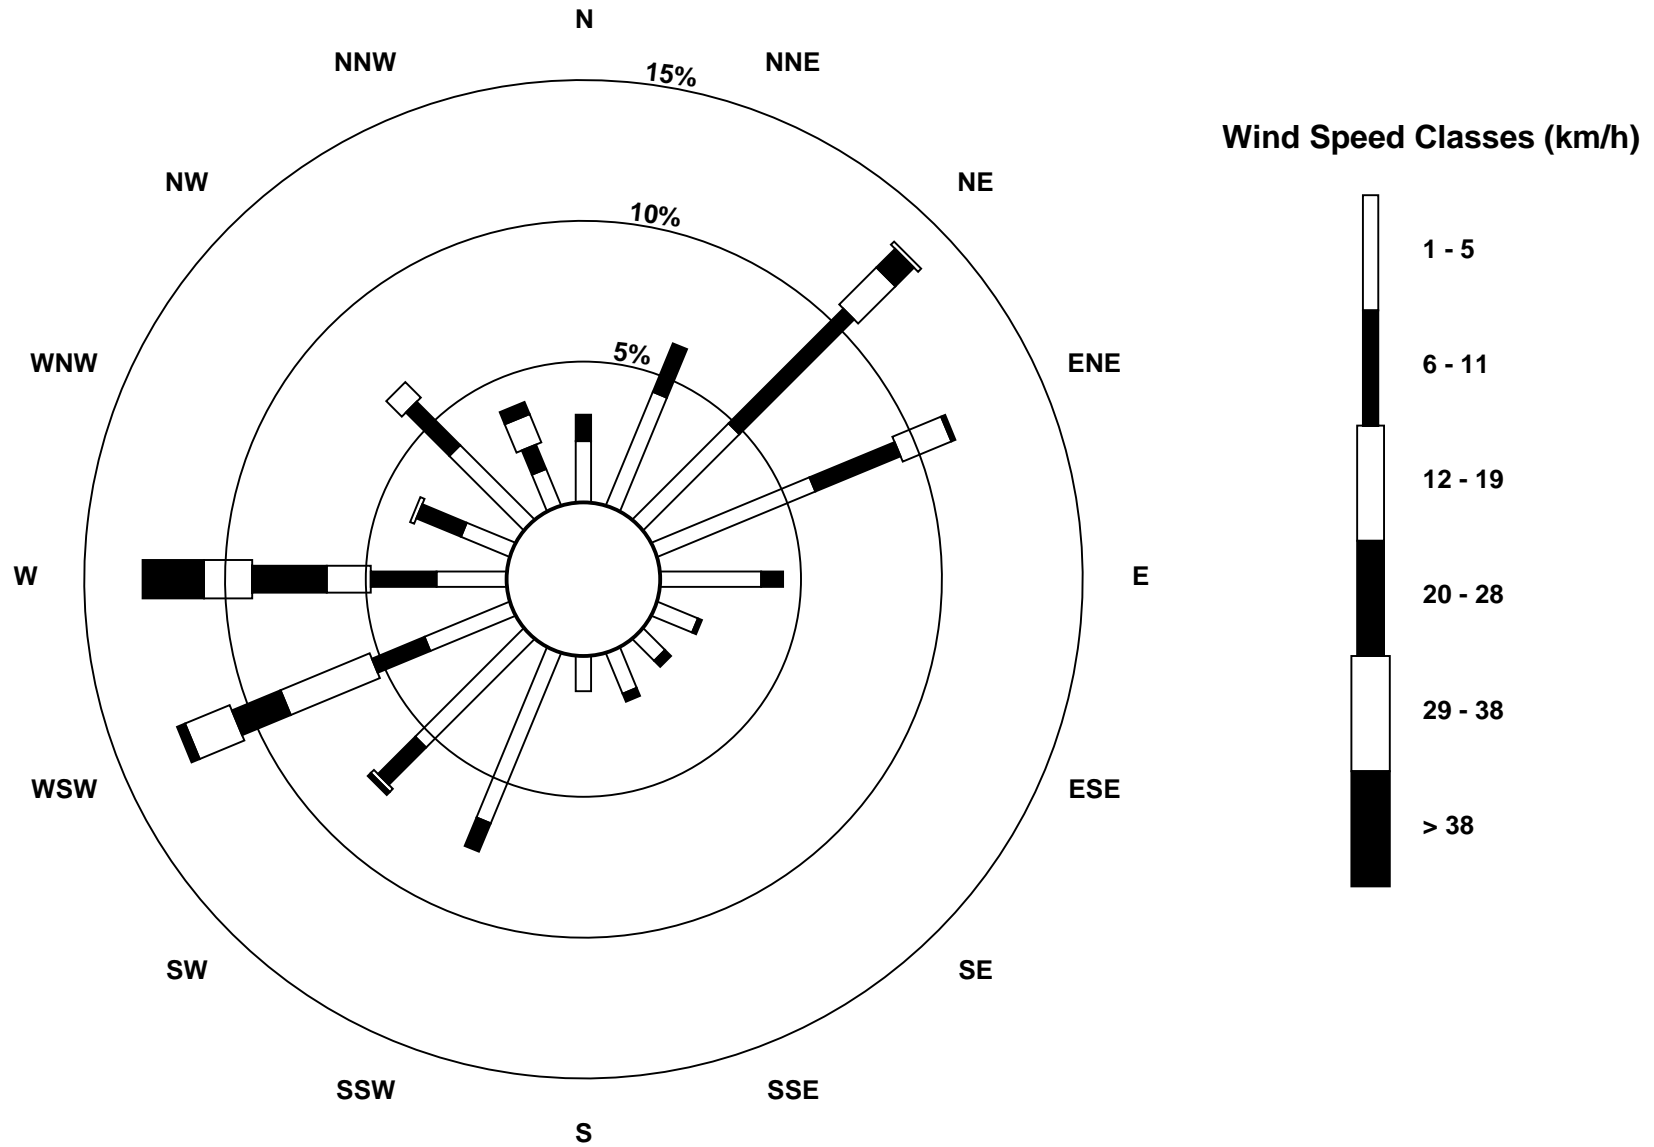 N
NNW
NNE
15%
Wind Speed Classes (km/h)
NW
NE
10%
1 - 5
5%
WNW
ENE
6 - 11
12 - 19
W
E
20 - 28
29 - 38
WSW
ESE
> 38
SW
SE
SSW
SSE
S